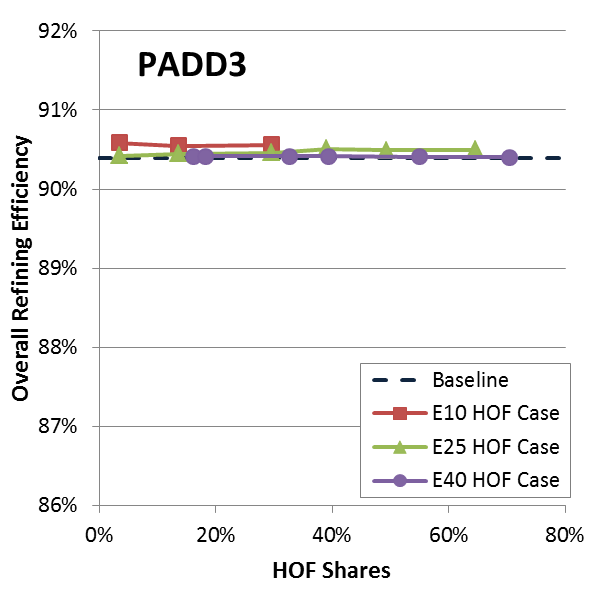 PADD3
92%
91%
90%
89%
88%
87%
86%
Overall Refining Efficiency
0%
20%
40%
60%
80%
HOF Shares
Baseline
E10 HOF Case
E25 HOF Case
E40 HOF Case